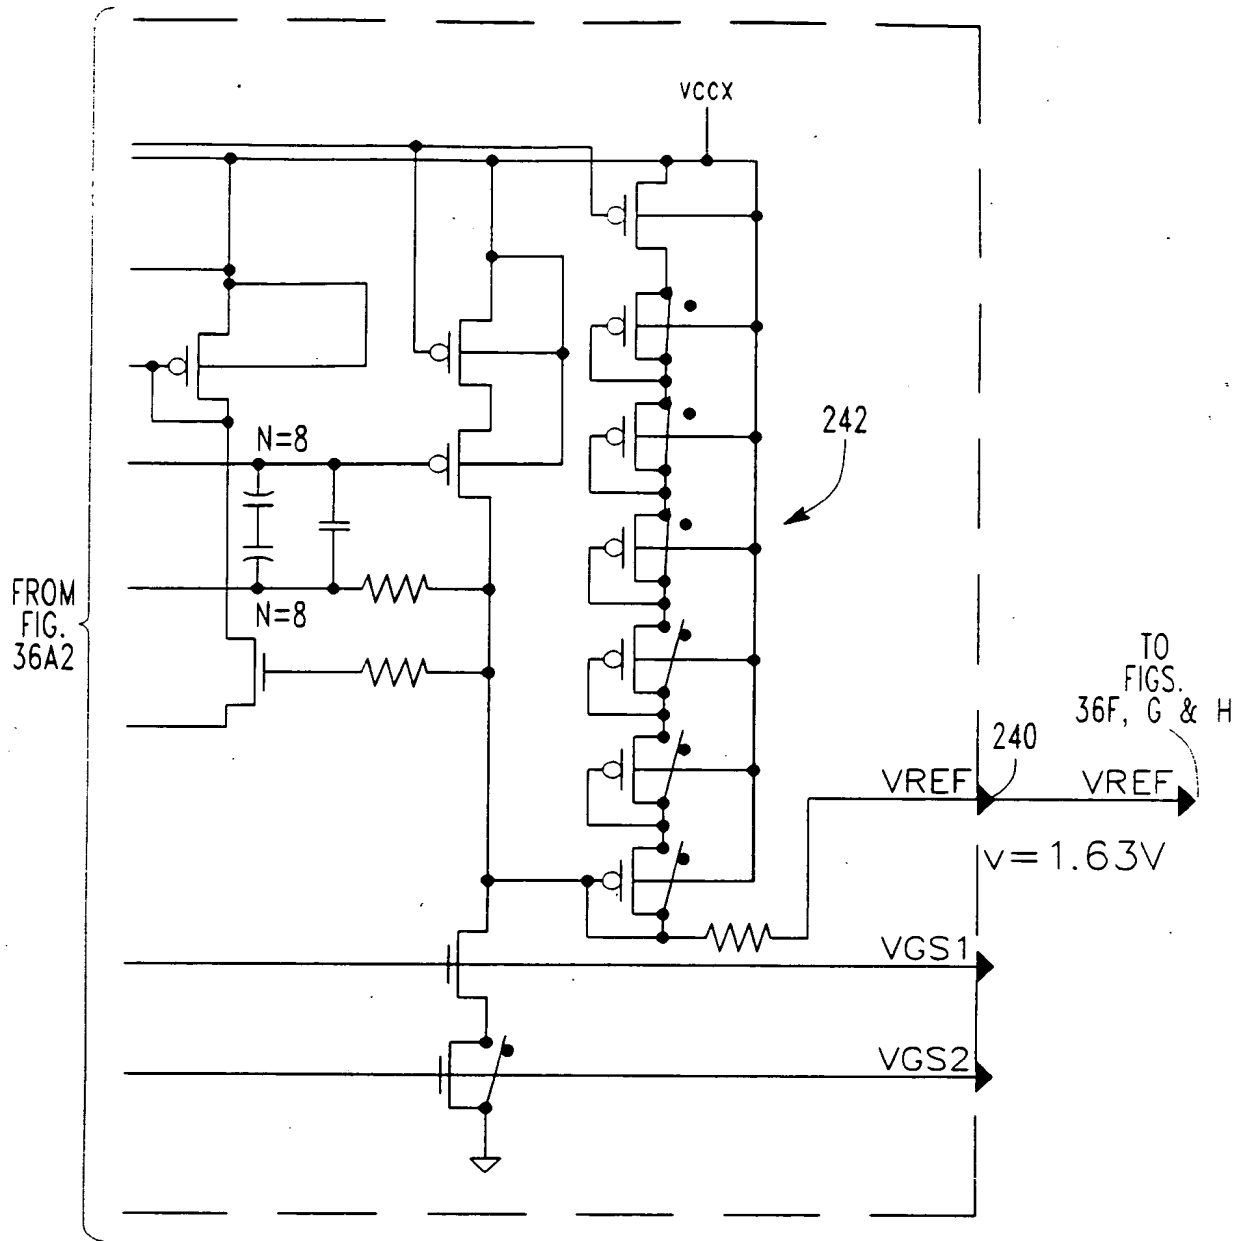 VCCX
N=8
242
FROM
FIG.
36A2
N=8
TO
FIGS.
36F, G & H
240
VREF
VREF
V=1.63V
VGS1
VGS2